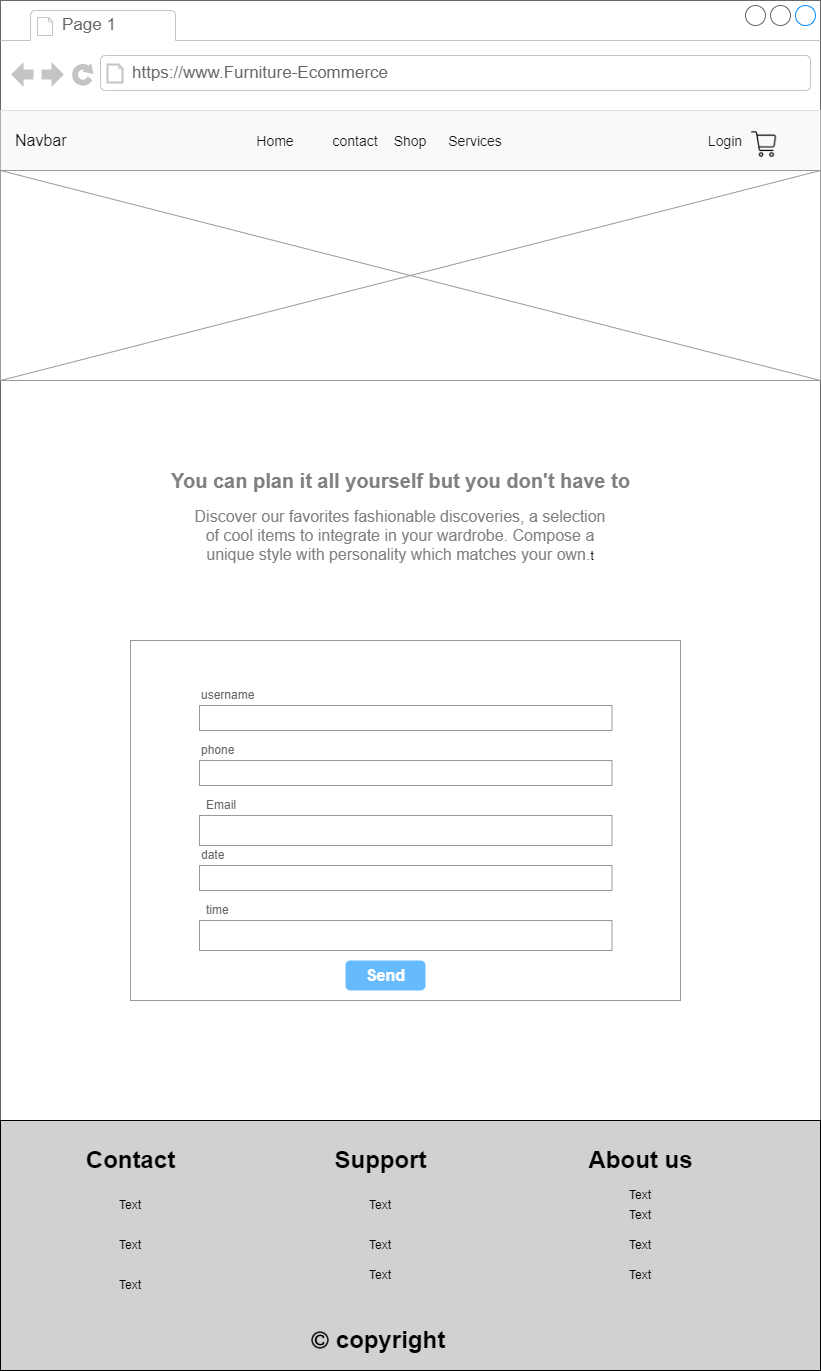 Page 1
https://www.Furniture-Ecommerce
Navbar Home contact Shop Services Login
You can plan it all yourself but you don't have to
Discover our favorites fashionable discoveries, a selection
of cool items to integrate in your wardrobe. Compose a
unique style with personality which matches your own.t
username
phone
Email
date
time
Send
Contact Support About us
Text
Text Text
Text
Text Text Text
Text Text
Text
© copyright